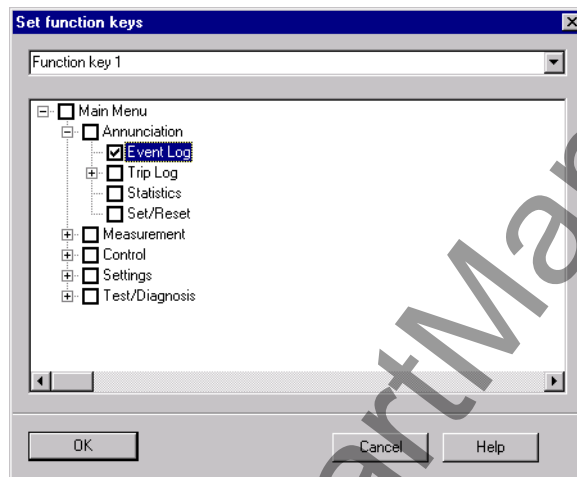 Set function keys
Function key 1
Main Menu
Annunciation
Event Log
Trip Log
Statistics
Set/Reset
Measurement
Control
Settings
Test/Diagnosis
OK
Cancel
Help